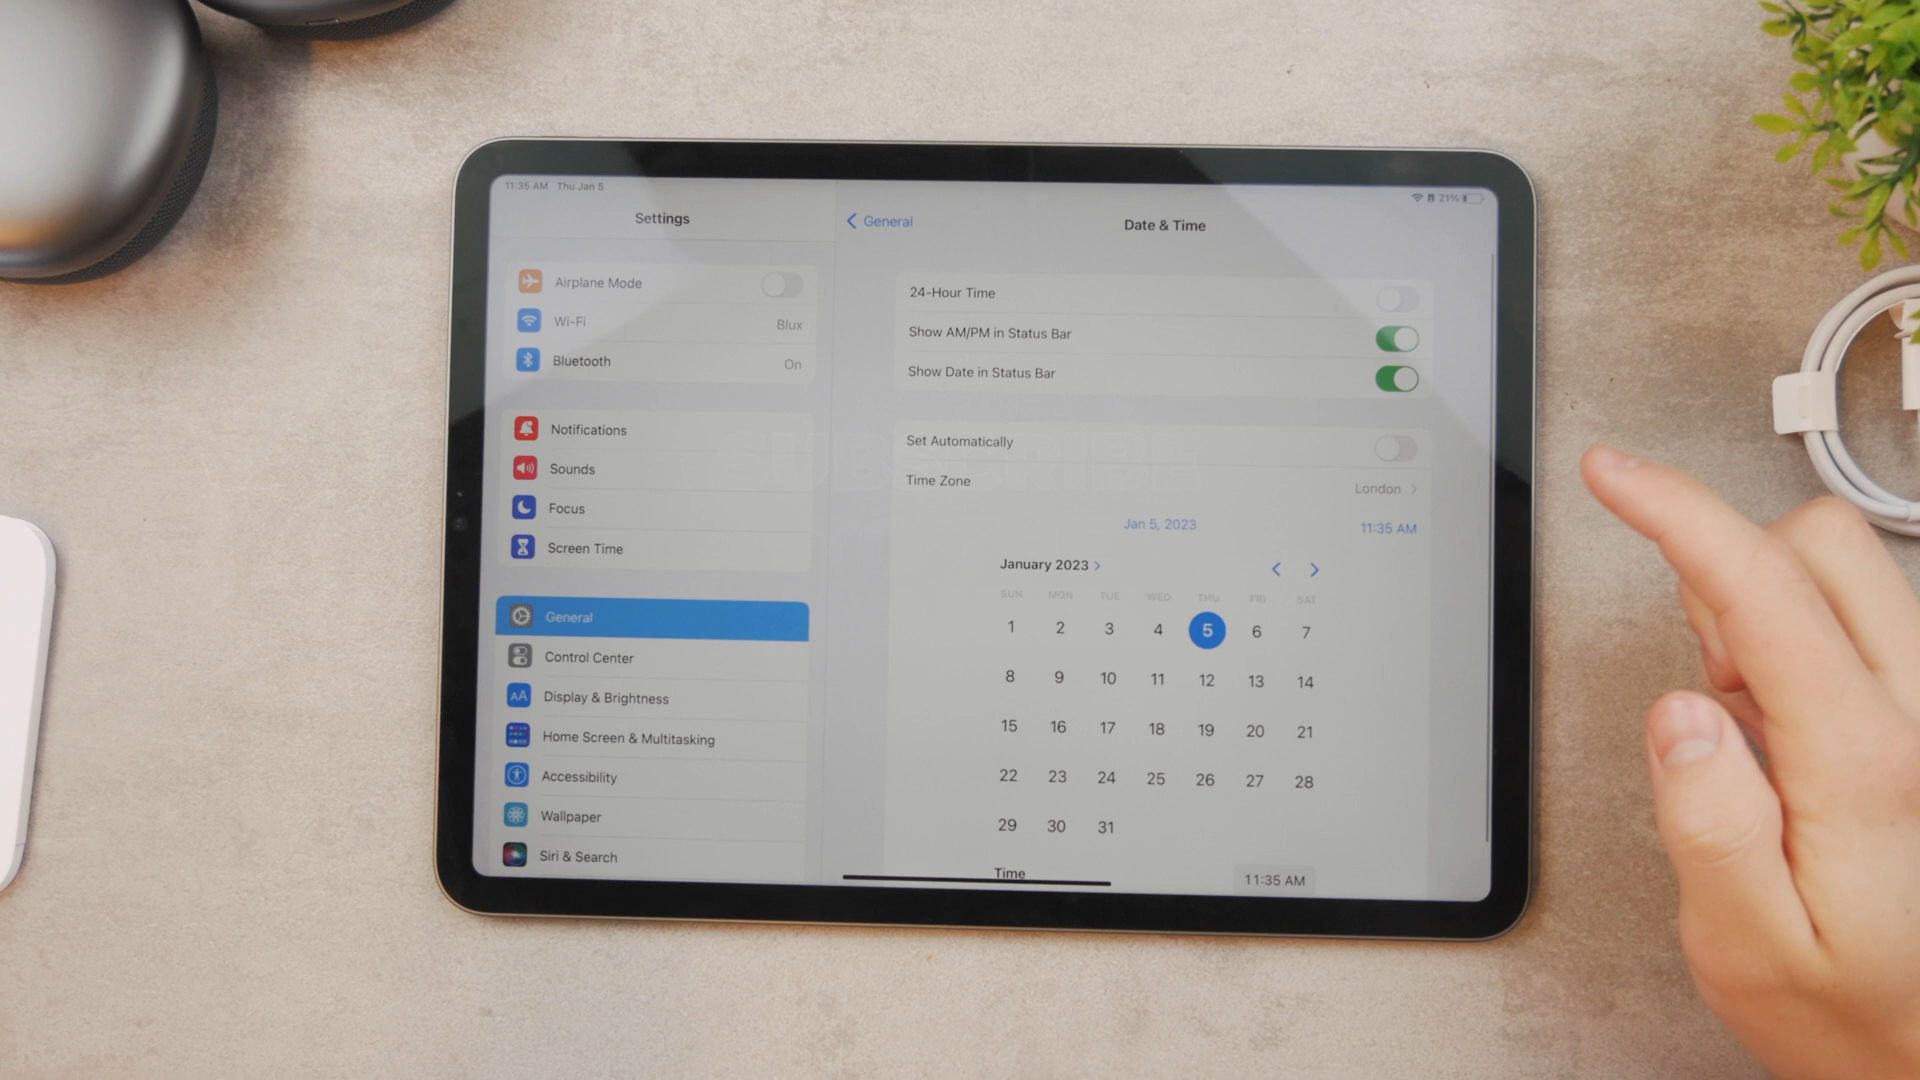 11:35 AM Thu Jan 5
21%
Settings
Airplane Mode
Wi-Fi Blux
Bluetooth On
Notifications
Sounds
Focus
Screen Time
General
Control Center
Display & Brightness
Home Screen & Multitasking
Accessibility
Wallpaper
Siri & Search
General
Date & Time
24-Hour Time
Show AM/PM in Status Bar
Show Date in Status Bar
Set Automatically
Time Zone London
Jan 5, 2023 11:35 AM
January 2023
SUN MON TUE WED THU FRI SAT
1 2 3 4 5 6 7
8 9 10 11 12 13 14
15 16 17 18 19 20 21
22 23 24 25 26 27 28
29 30 31
Time 11:35 AM
SUBSCRIBE